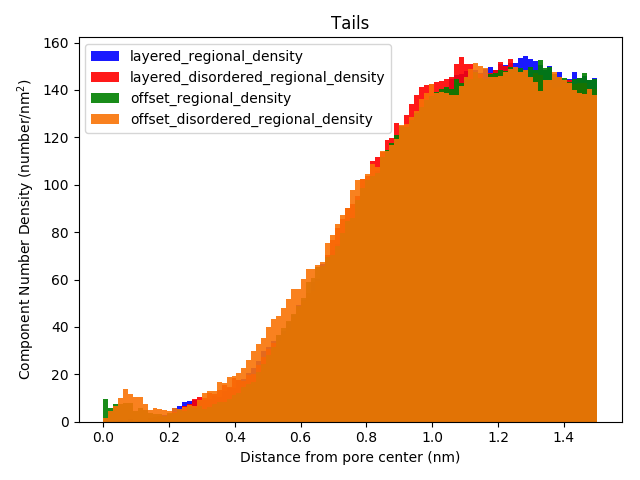 Tails
layered_regional_density
layered_disordered_regional_density
offset_regional_density
offset_disordered_regional_density
Component Number Density (number/nm²)
160
140
120
100
80
60
40
20
0
0.0 0.2 0.4 0.6 0.8 1.0 1.2 1.4
Distance from pore center (nm)